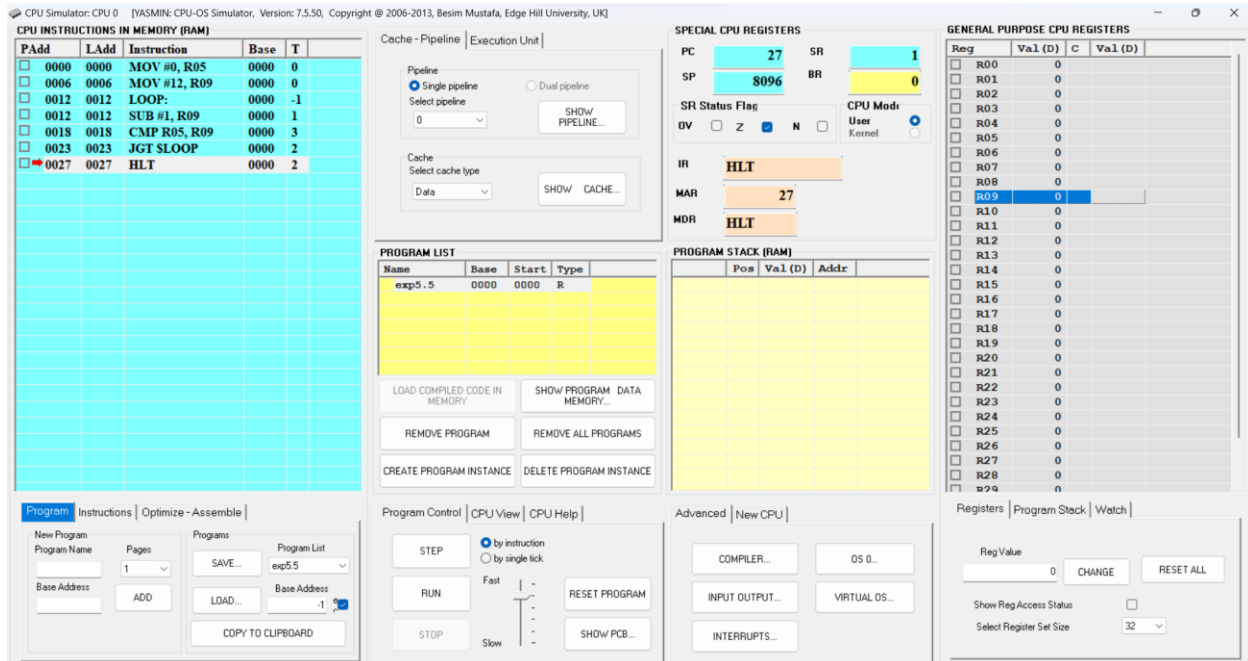 CPU Simulator: CPU 0 [YASMIN: CPU-OS Simulator, Version: 7.5.50, Copyright @ 2006-2013, Besim Mustafa, Edge Hill University, UK]
CPU INSTRUCTIONS IN MEMORY (RAM)
PAdd LAdd Instruction Base T
0000 0000 MOV #0, R05 0000 0
0006 0006 MOV #12, R09 0000 0
0012 0012 LOOP: 0000 -1
0012 0012 SUB #1, R09 0000 1
0018 0018 CMP R05, R09 0000 3
0023 0023 JGT $LOOP 0000 2
0027 0027 HLT 0000 2
Cache - Pipeline Execution Unit
Pipeline
Single pipeline Dual pipeline
Select pipeline
0
SHOW
PIPELINE...
Cache
Select cache type
Data
SHOW CACHE...
SPECIAL CPU REGISTERS
PC 27 SR 1
SP 8096 BR 0
SR Status Flag
OV Z N
CPU Mode
User
Kernel
IR HLT
MAR 27
MDR HLT
GENERAL PURPOSE CPU REGISTERS
Reg Val (D) C Val (D)
R00 0
R01 0
R02 0
R03 0
R04 0
R05 0
R06 0
R07 0
R08 0
R09 0
R10 0
R11 0
R12 0
R13 0
R14 0
R15 0
R16 0
R17 0
R18 0
R19 0
R20 0
R21 0
R22 0
R23 0
R24 0
R25 0
R26 0
R27 0
R28 0
R29 0
PROGRAM LIST
Name Base Start Type
exp5.5 0000 0000 R
LOAD COMPILED CODE IN
MEMORY
SHOW PROGRAM DATA
MEMORY...
REMOVE PROGRAM
REMOVE ALL PROGRAMS
CREATE PROGRAM INSTANCE
DELETE PROGRAM INSTANCE
PROGRAM STACK (RAM)
Pos Val (D) Addr
Program Instructions Optimize - Assemble
New Program
Program Name Pages
1
Base Address
ADD
Programs
SAVE...
Program List
exp5.5
LOAD...
Base Address
-1
COPY TO CLIPBOARD
Program Control CPU View CPU Help
STEP
by instruction
by single tick
RUN
Fast
RESET PROGRAM
STOP
Slow
SHOW PCB...
Advanced New CPU
COMPILER... OS 0...
INPUT OUTPUT... VIRTUAL OS...
INTERRUPTS...
Registers Program Stack Watch
Reg Value
0
CHANGE
RESET ALL
Show Reg Access Status
Select Register Set Size 32